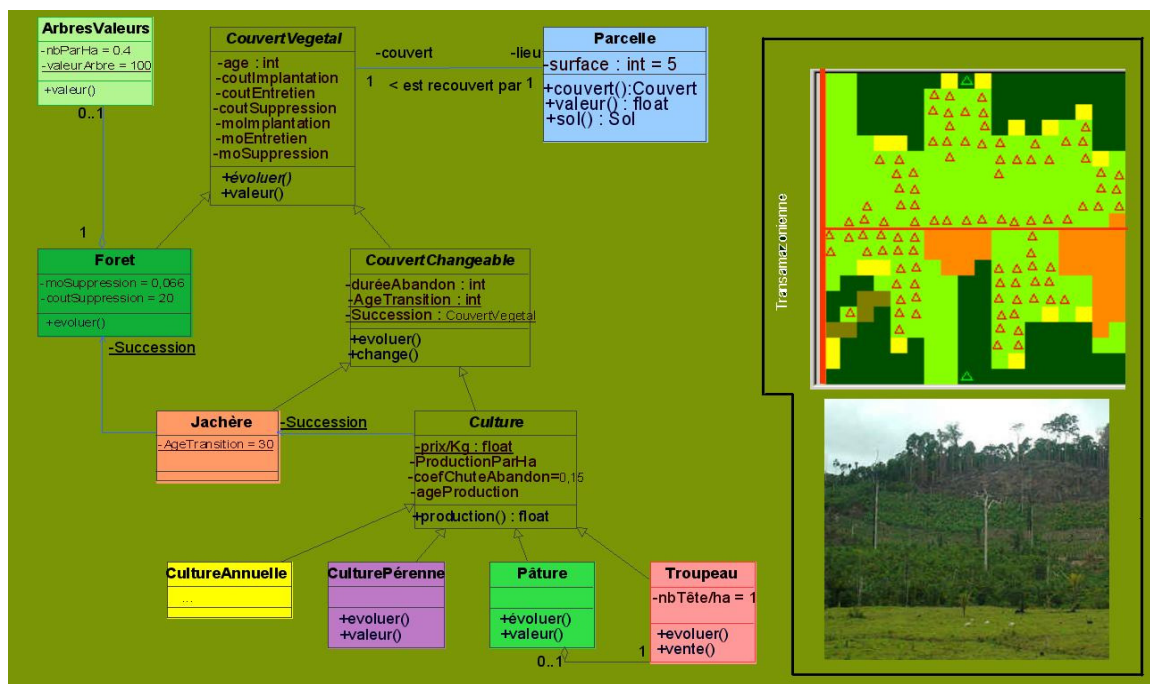 ArbresValeurs
-nbParHa = 0.4
-valeurArbre = 100
+valeur()
0..1
1
CouvertVegetal
-age : int
-coutImplantation
-coutEntretien
-coutSuppression
-moImplantation
-moEntretien
-moSuppression
+évoluer()
+valeur()
-couvert
-lieu
1
< est recouvert par
1
Parcelle
-surface : int = 5
+couvert():Couvert
+valeur() : float
+sol() : Sol
Foret
-moSuppression = 0,066
-coutSuppression = 20
+evoluer()
-Succession
CouvertChangeable
-duréeAbandon : int
-AgeTransition : int
-Succession : CouvertVegetal
+evoluer()
+change()
Jachère
-AgeTransition = 30
-Succession
Culture
-prix/Kg : float
-ProductionParHa
-coefChuteAbandon=0,15
-ageProduction
+production() : float
CultureAnnuelle
...
CulturePérenne
+evoluer()
+valeur()
Pâture
+évoluer()
+valeur()
0..1
1
Troupeau
-nbTête/ha = 1
+evoluer()
+vente()
Transamazonienne